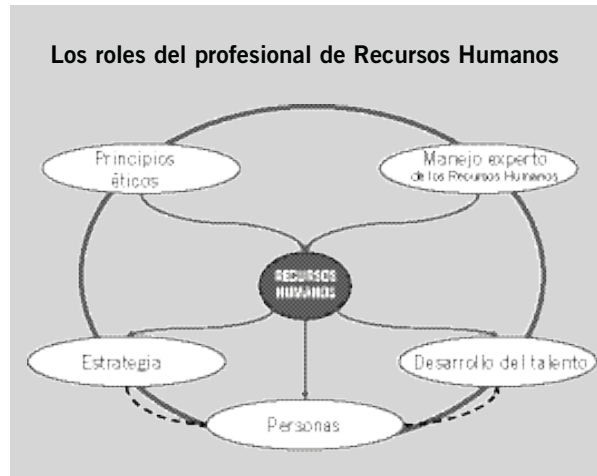 Los roles del profesional de Recursos Humanos
Principios
éticos
Manejo experto
de los Recursos Humanos
RECURSOS
HUMANOS
Estrategia
Desarrollo del talento
Personas